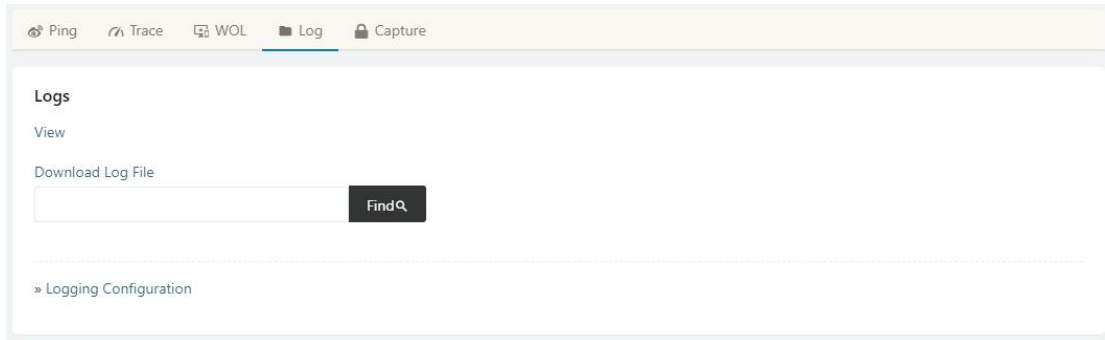 Ping Trace WOL Log Capture
Logs
View
Download Log File
Find
» Logging Configuration